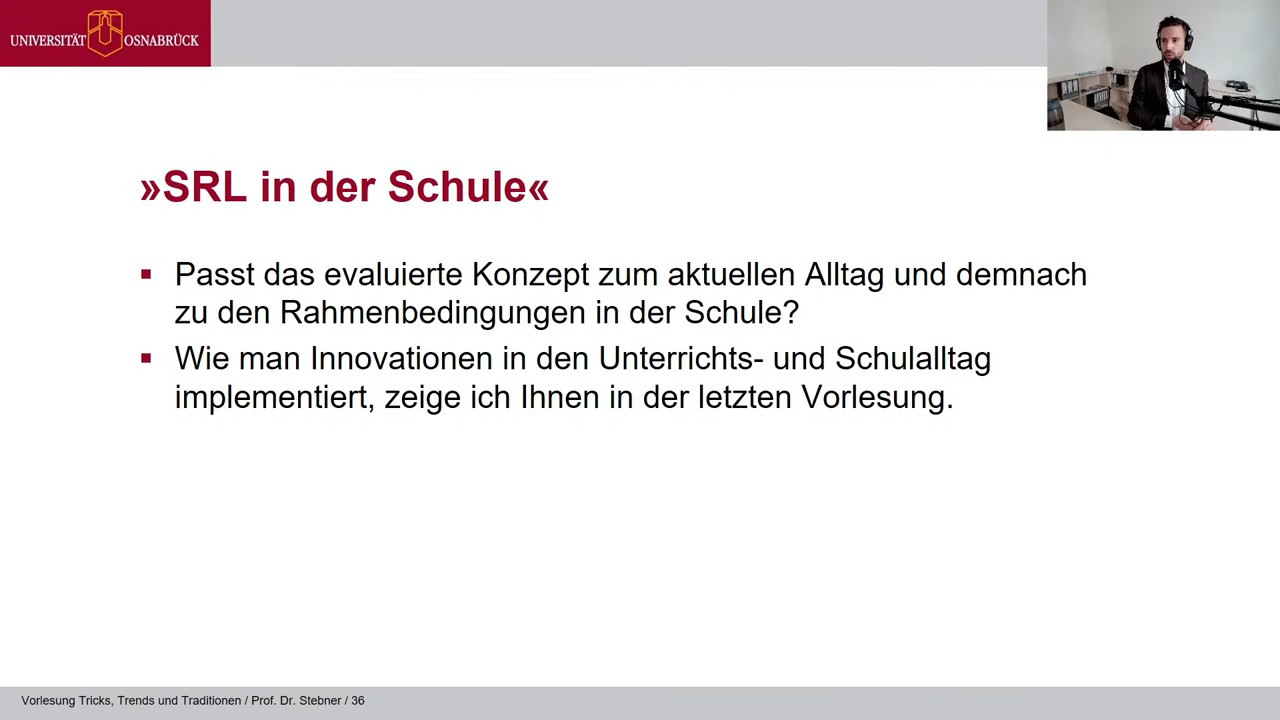 UNIVERSITÄT OSNABRÜCK
»SRL in der Schule«
Passt das evaluierte Konzept zum aktuellen Alltag und demnach
zu den Rahmenbedingungen in der Schule?
Wie man Innovationen in den Unterrichts- und Schulalltag
implementiert, zeige ich Ihnen in der letzten Vorlesung.
Vorlesung Tricks, Trends und Traditionen / Prof. Dr. Stebner / 36